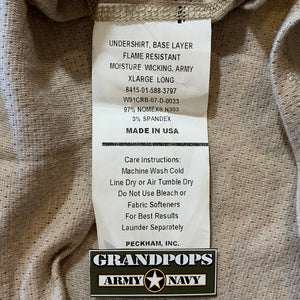 UNDERSHIRT, BASE LAYER
FLAME RESISTANT
MOISTURE WICKING, ARMY
XLARGE LONG
8415-01-588-3797
W91CRB-07-D-0033
97% NOMEX® N303
3% SPANDEX
MADE IN USA
Care Instructions:
Machine Wash Cold
Line Dry or Air Tumble Dry
Do Not Use Bleach or
Fabric Softeners
For Best Results
Launder Separately
PECKHAM, INC.
GRANDPOPS
ARMY NAVY